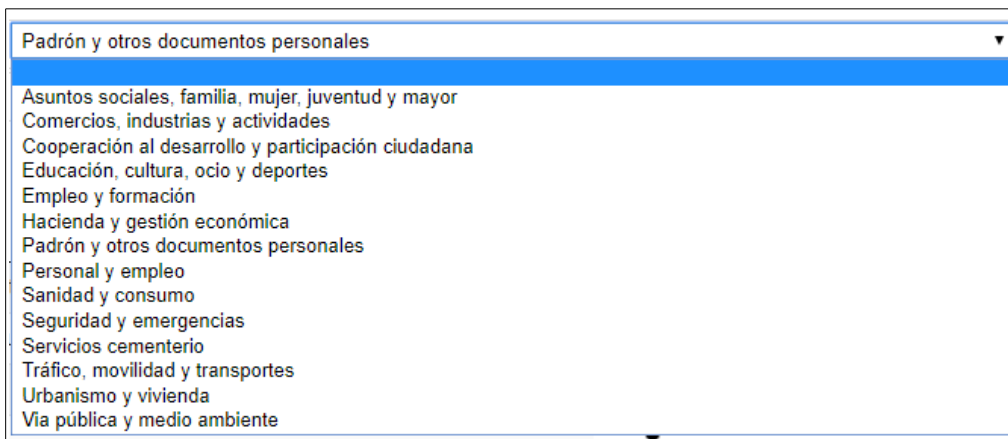 Padrón y otros documentos personales
Asuntos sociales, familia, mujer, juventud y mayor
Comercios, industrias y actividades
Cooperación al desarrollo y participación ciudadana
Educación, cultura, ocio y deportes
Empleo y formación
Hacienda y gestión económica
Padrón y otros documentos personales
Personal y empleo
Sanidad y consumo
Seguridad y emergencias
Servicios cementerio
Tráfico, movilidad y transportes
Urbanismo y vivienda
Via pública y medio ambiente